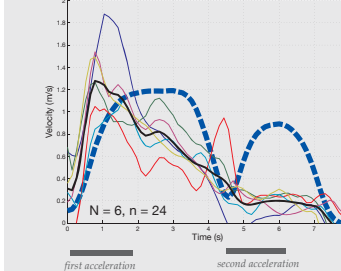 2
1.8
1.6
1.4
1.2
1
0.8
0.6
0.4
0.2
0
Velocity (m/s)
N = 6, n = 24
0 1 2 3 4 5 6 7
Time (s)
first acceleration
second acceleration